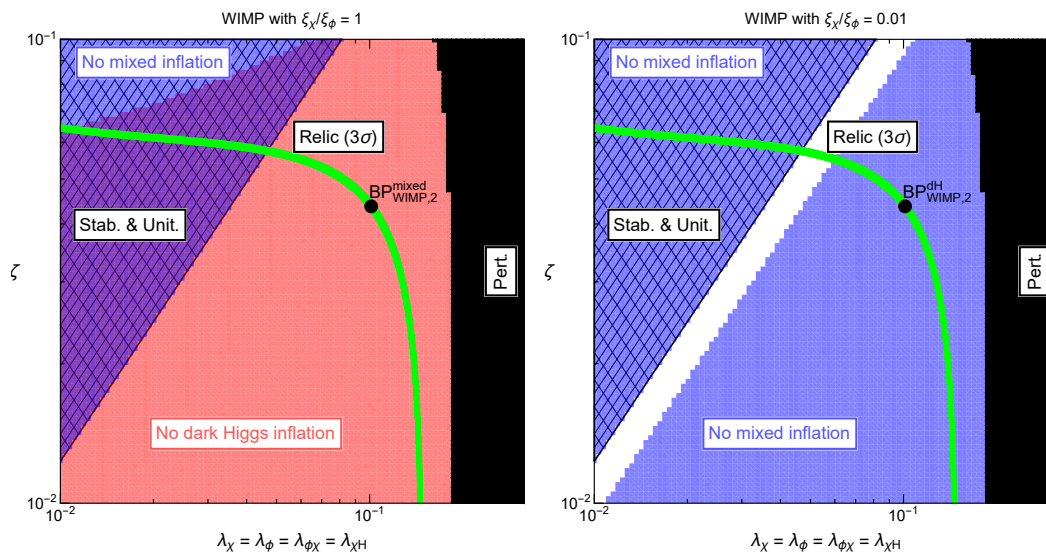 WIMP with ξχ/ξϕ = 1
10⁻¹
No mixed inflation
Relic (3σ)
BP^mixed_WIMP,2
Stab. & Unit.
Pert.
ζ
No dark Higgs inflation
10⁻²
10⁻² 10⁻¹
λχ = λϕ = λϕχ = λχH
WIMP with ξχ/ξϕ = 0.01
10⁻¹
No mixed inflation
Relic (3σ)
BP^dH_WIMP,2
Stab. & Unit.
Pert.
ζ
No mixed inflation
10⁻²
10⁻² 10⁻¹
λχ = λϕ = λϕχ = λχH